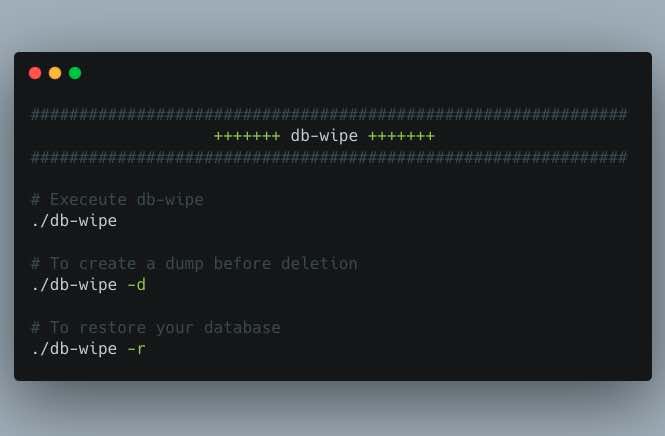 ##############################################################
+++++++ db-wipe +++++++
##############################################################
# Execeute db-wipe
./db-wipe
# To create a dump before deletion
./db-wipe -d
# To restore your database
./db-wipe -r